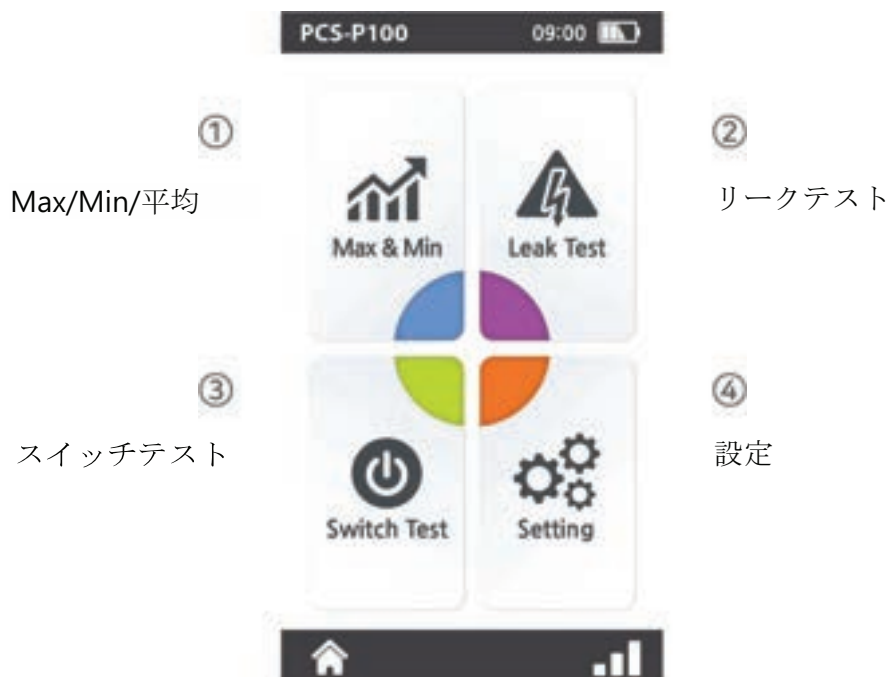 PCS-P100 09:00
① ②
Max/Min/平均 リークテスト
Max & Min Leak Test
③ ④
スイッチテスト 設定
Switch Test Setting